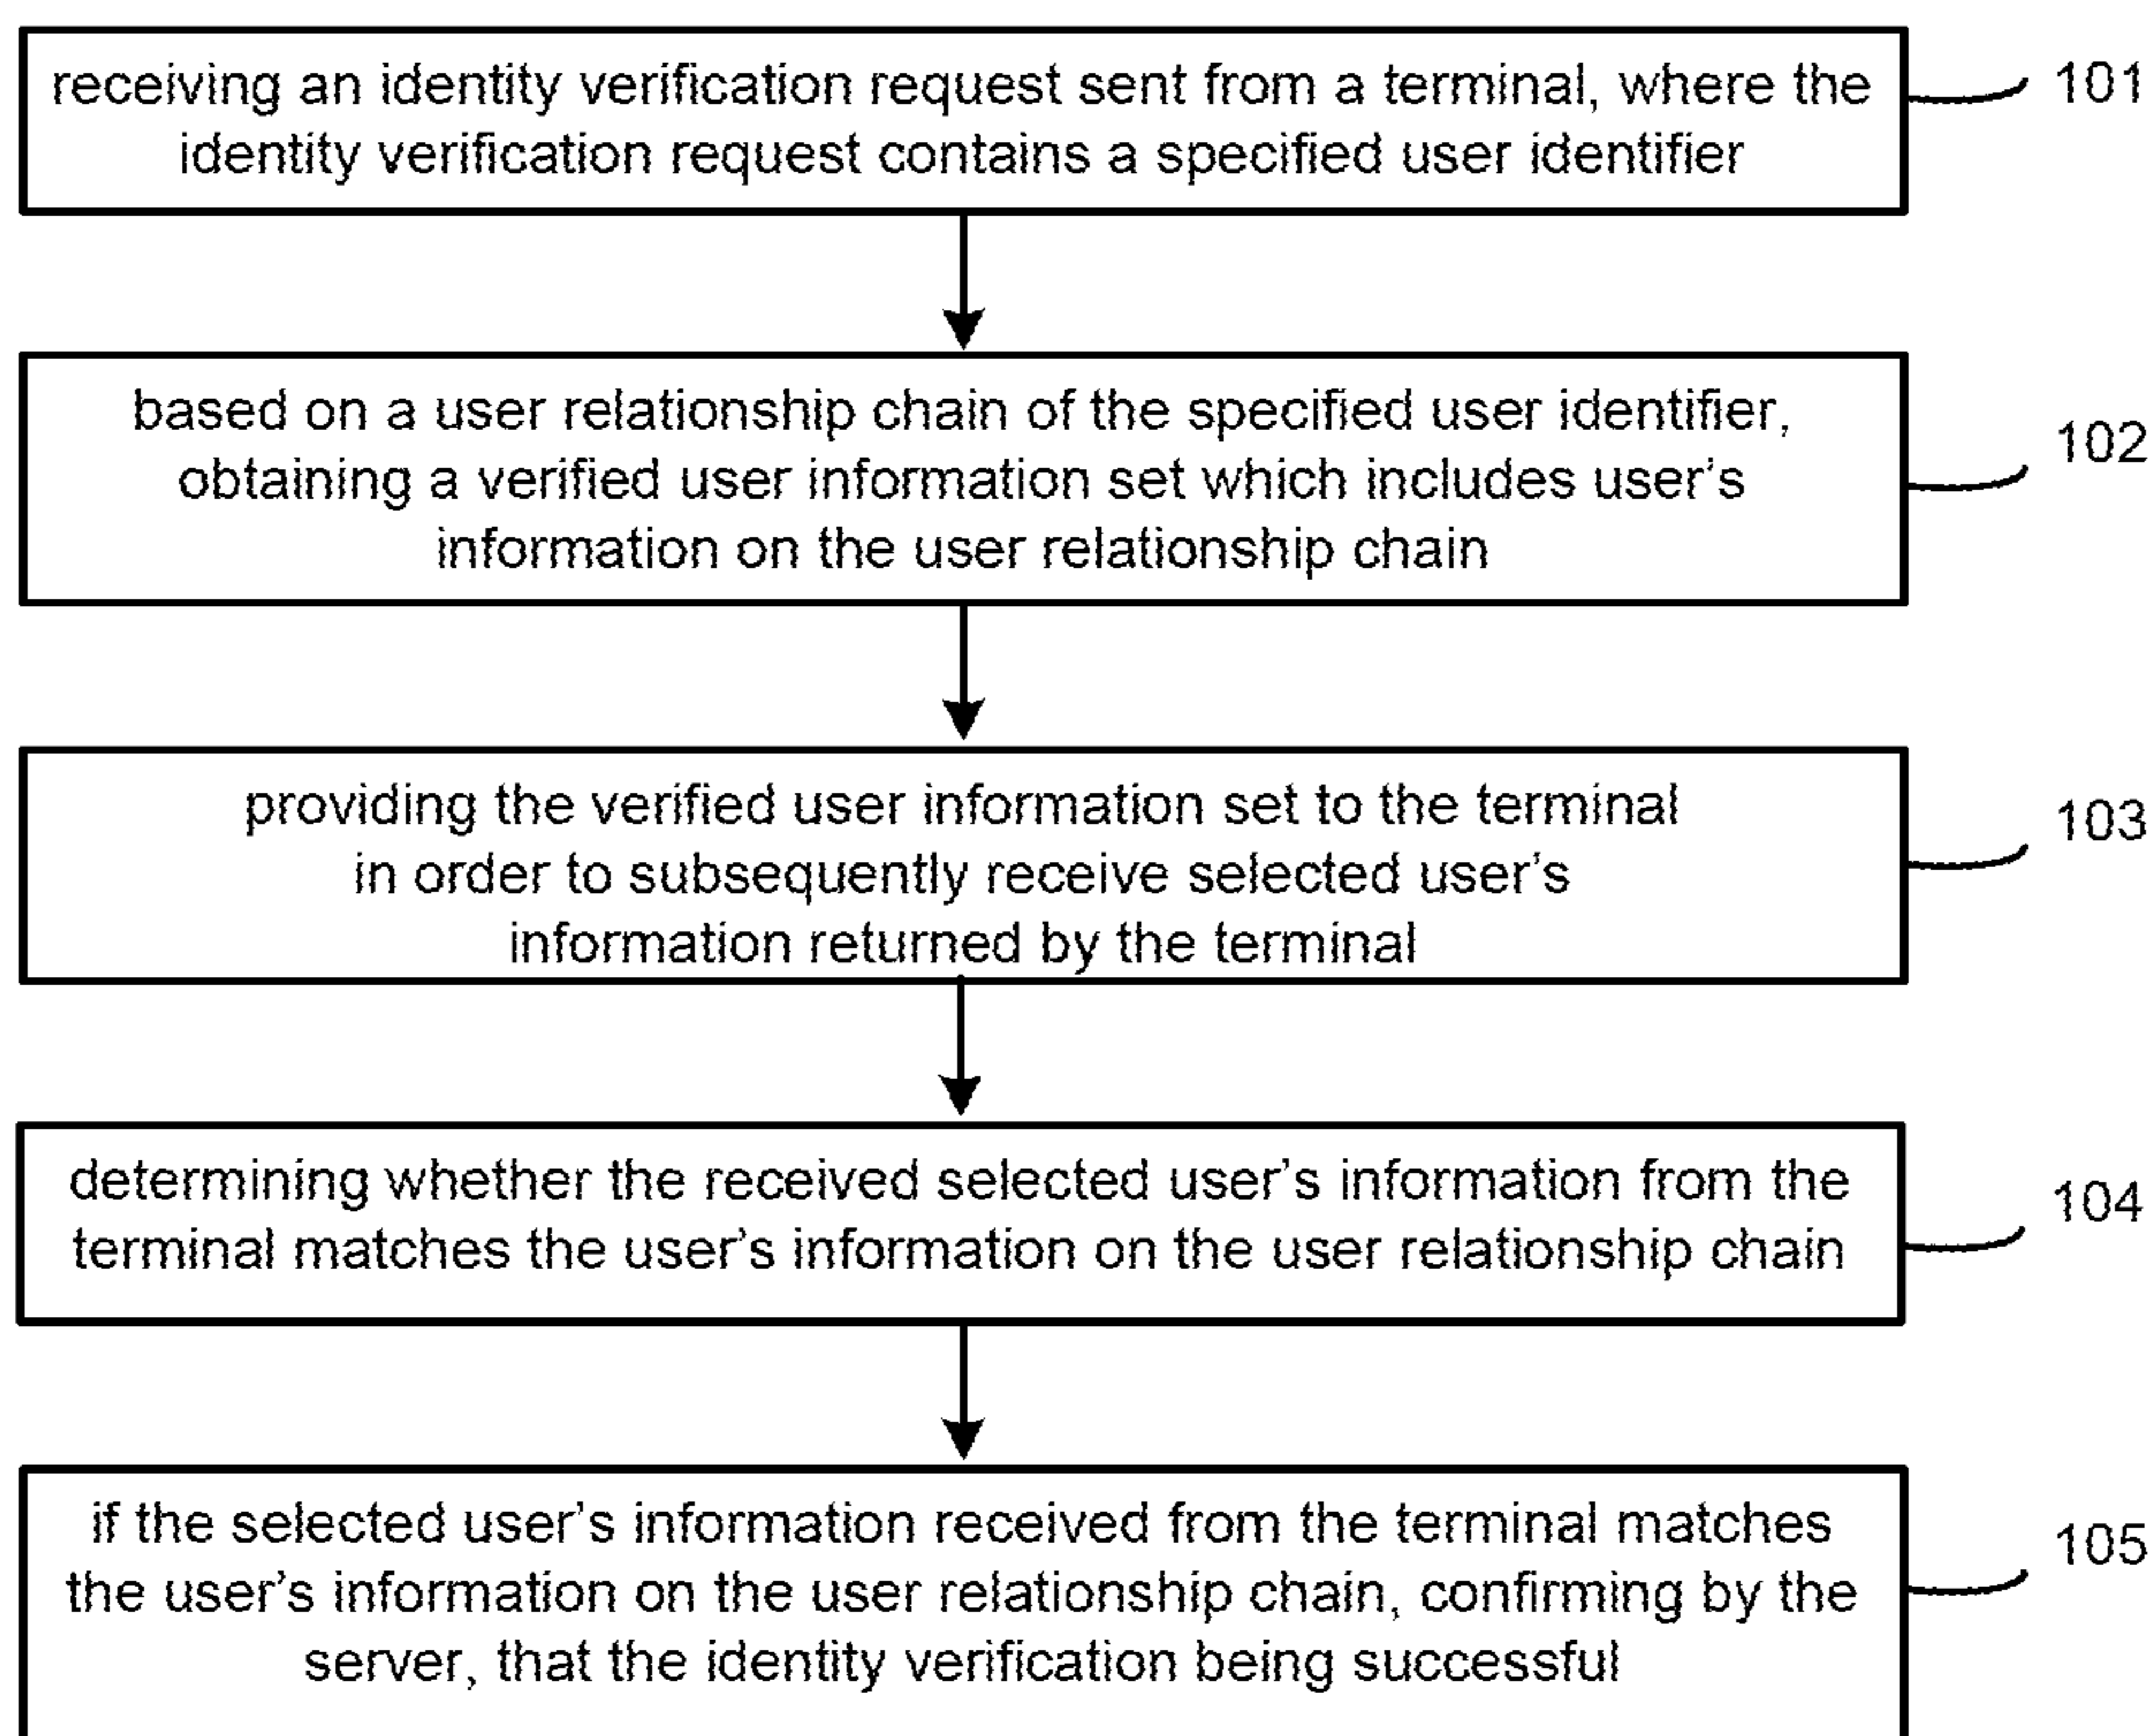 receiving an identity verification request sent from a terminal, where the
identity verification request contains a specified user identifier
101
based on a user relationship chain of the specified user identifier,
obtaining a verified user information set which includes user's
information on the user relationship chain
102
providing the verified user information set to the terminal
in order to subsequently receive selected user's
information returned by the terminal
103
determining whether the received selected user's information from the
terminal matches the user's information on the user relationship chain
104
if the selected user's information received from the terminal matches
the user's information on the user relationship chain, confirming by the
server, that the identity verification being successful
105